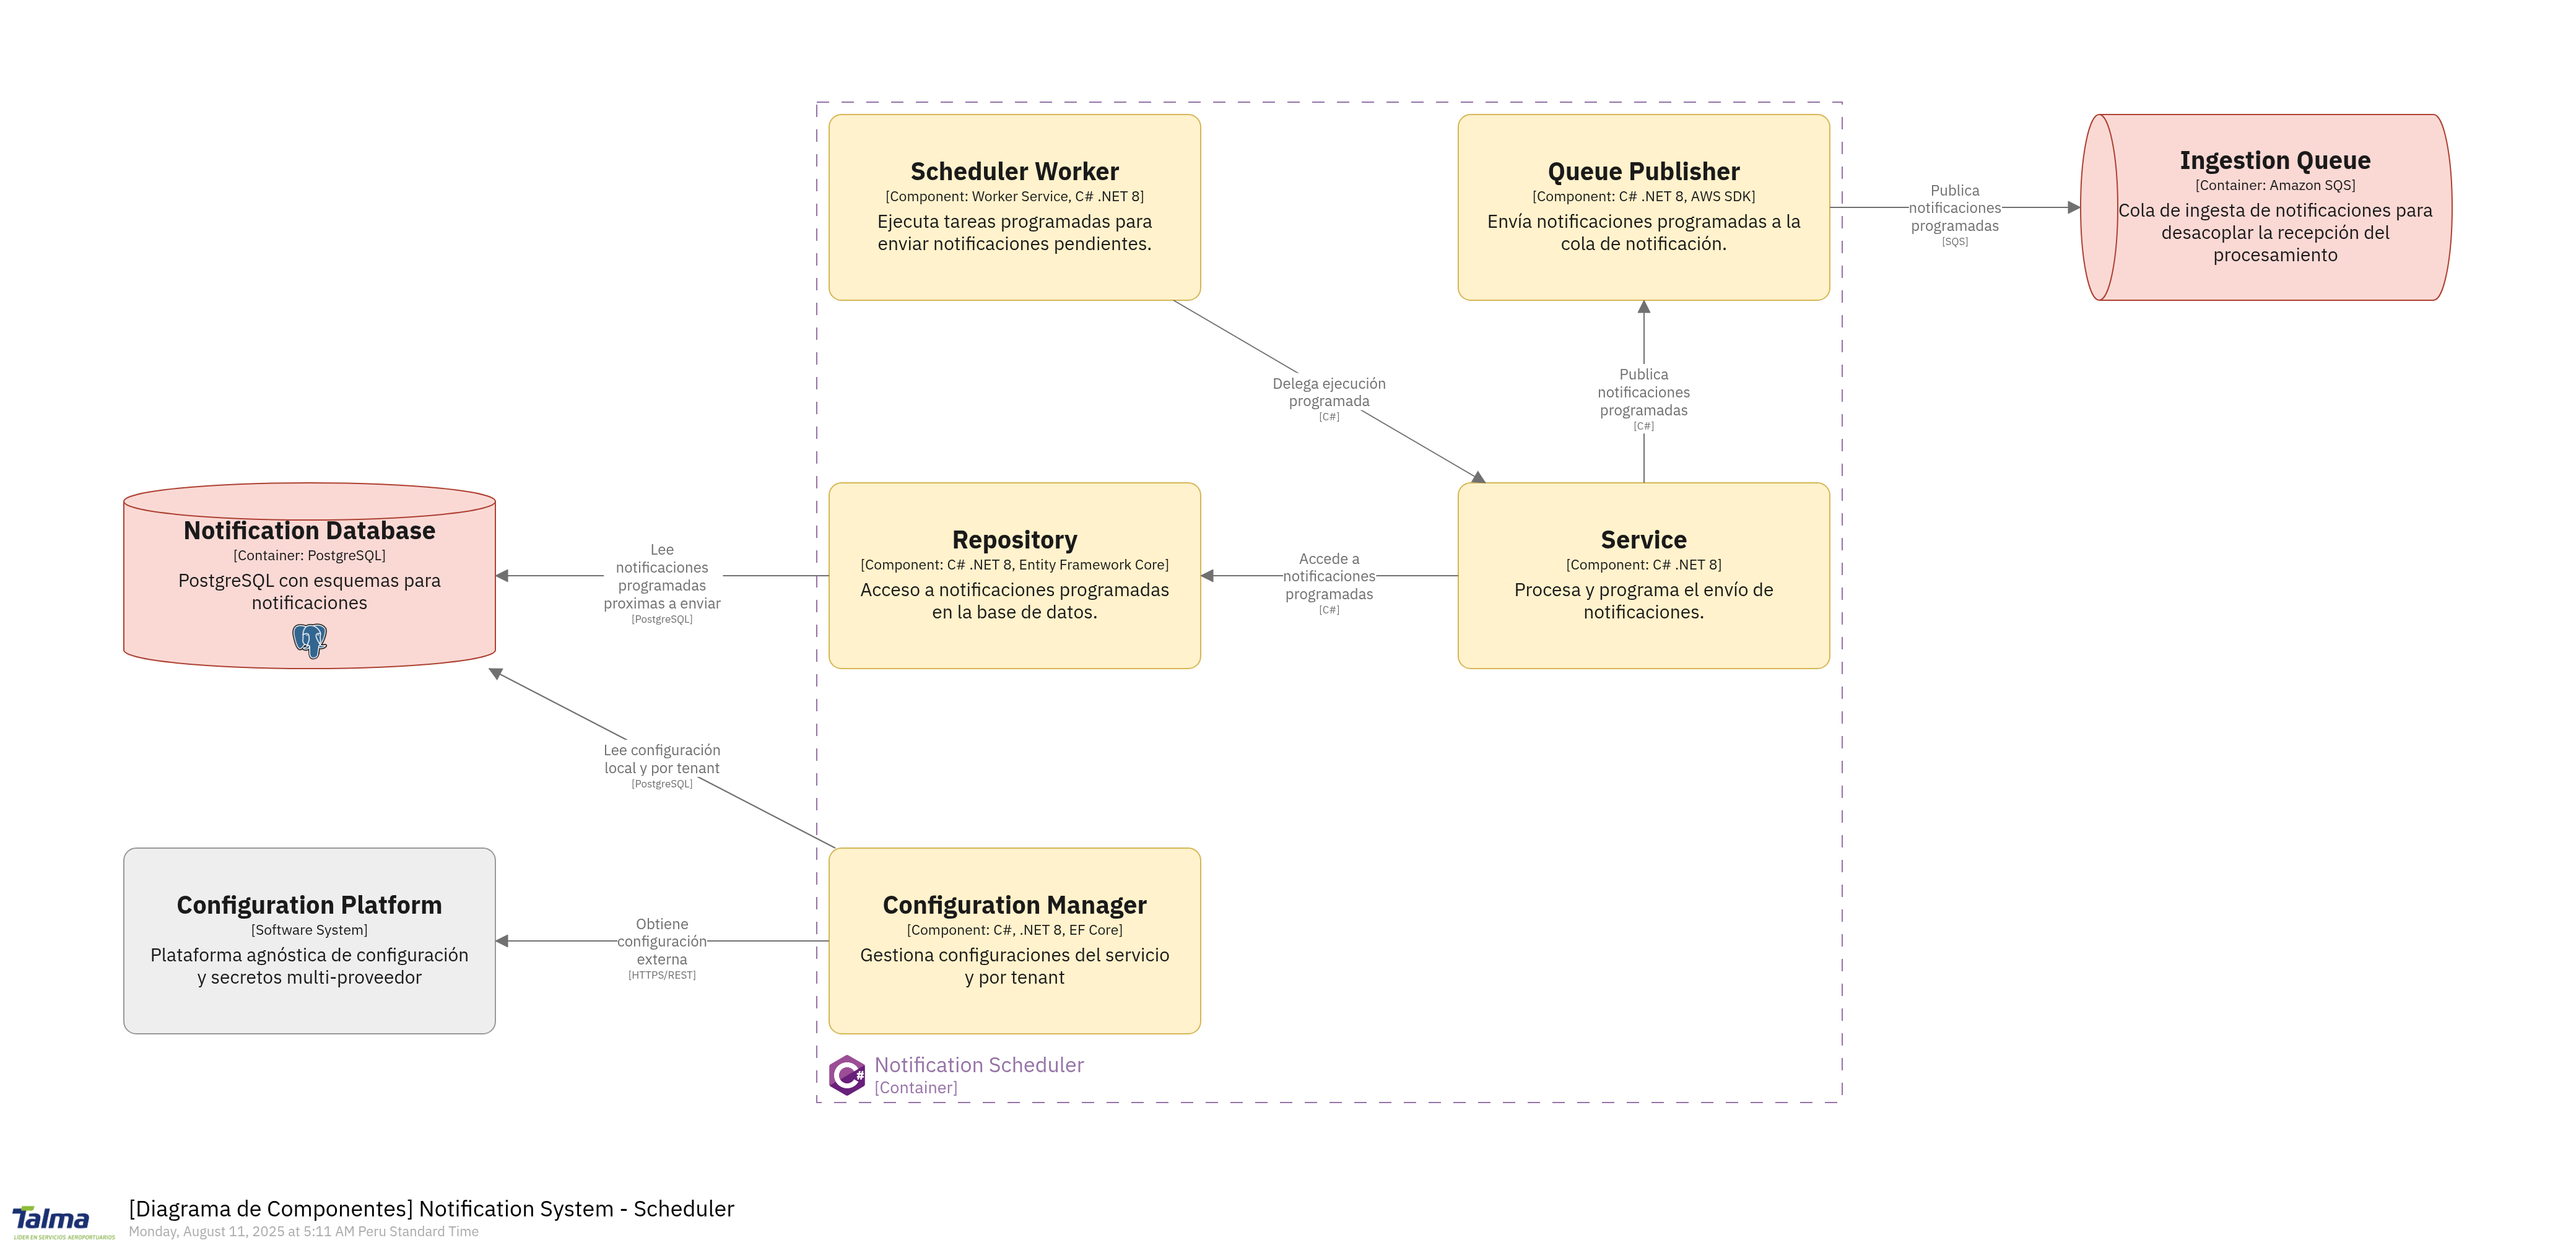 Scheduler Worker
[Component: Worker Service, C# .NET 8]
Ejecuta tareas programadas para
enviar notificaciones pendientes.
Queue Publisher
[Component: C# .NET 8, AWS SDK]
Envía notificaciones programadas a la
cola de notificación.
Publica
notificaciones
programadas
[SQS]
Ingestion Queue
[Container: Amazon SQS]
Cola de ingesta de notificaciones para
desacoplar la recepción del
procesamiento
Delega ejecución
programada
[C#]
Publica
notificaciones
programadas
[C#]
Notification Database
[Container: PostgreSQL]
PostgreSQL con esquemas para
notificaciones
Lee
notificaciones
programadas
proximas a enviar
[PostgreSQL]
Repository
[Component: C# .NET 8, Entity Framework Core]
Acceso a notificaciones programadas
en la base de datos.
Accede a
notificaciones
programadas
[C#]
Service
[Component: C# .NET 8]
Procesa y programa el envío de
notificaciones.
Lee configuración
local y por tenant
[PostgreSQL]
Configuration Platform
[Software System]
Plataforma agnóstica de configuración
y secretos multi-proveedor
Obtiene
configuración
externa
[HTTPS/REST]
Configuration Manager
[Component: C#, .NET 8, EF Core]
Gestiona configuraciones del servicio
y por tenant
C#
Notification Scheduler
[Container]
Talma
LÍDER EN SERVICIOS AEROPORTUARIOS
[Diagrama de Componentes] Notification System - Scheduler
Monday, August 11, 2025 at 5:11 AM Peru Standard Time